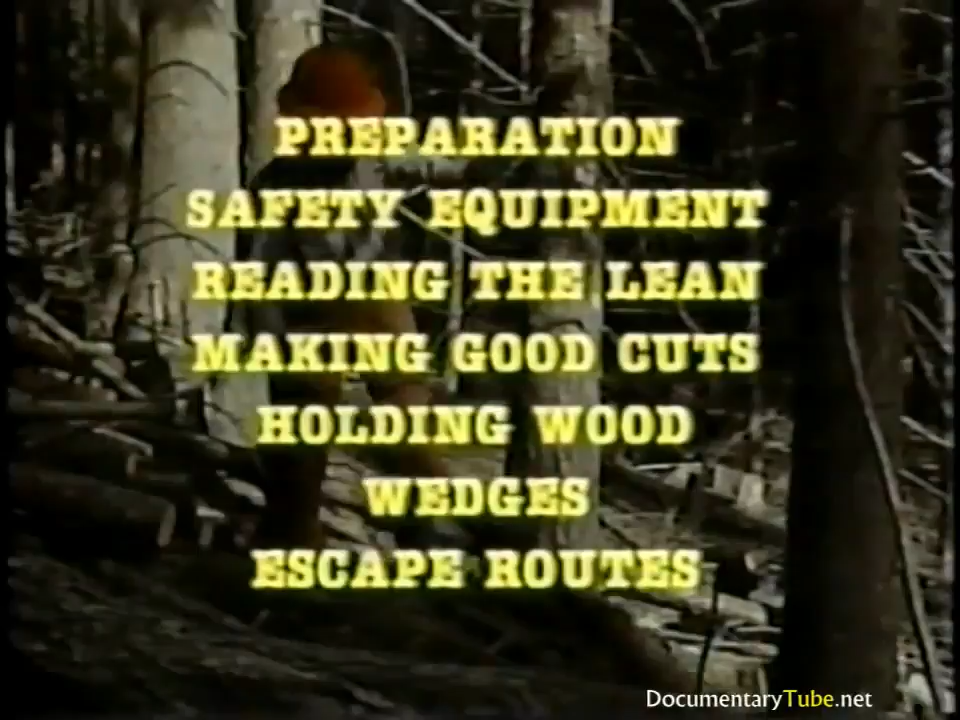 PREPARATION
SAFETY EQUIPMENT
READING THE LEAN
MAKING GOOD CUTS
HOLDING WOOD
WEDGES
ESCAPE ROUTES
DocumentaryTube.net